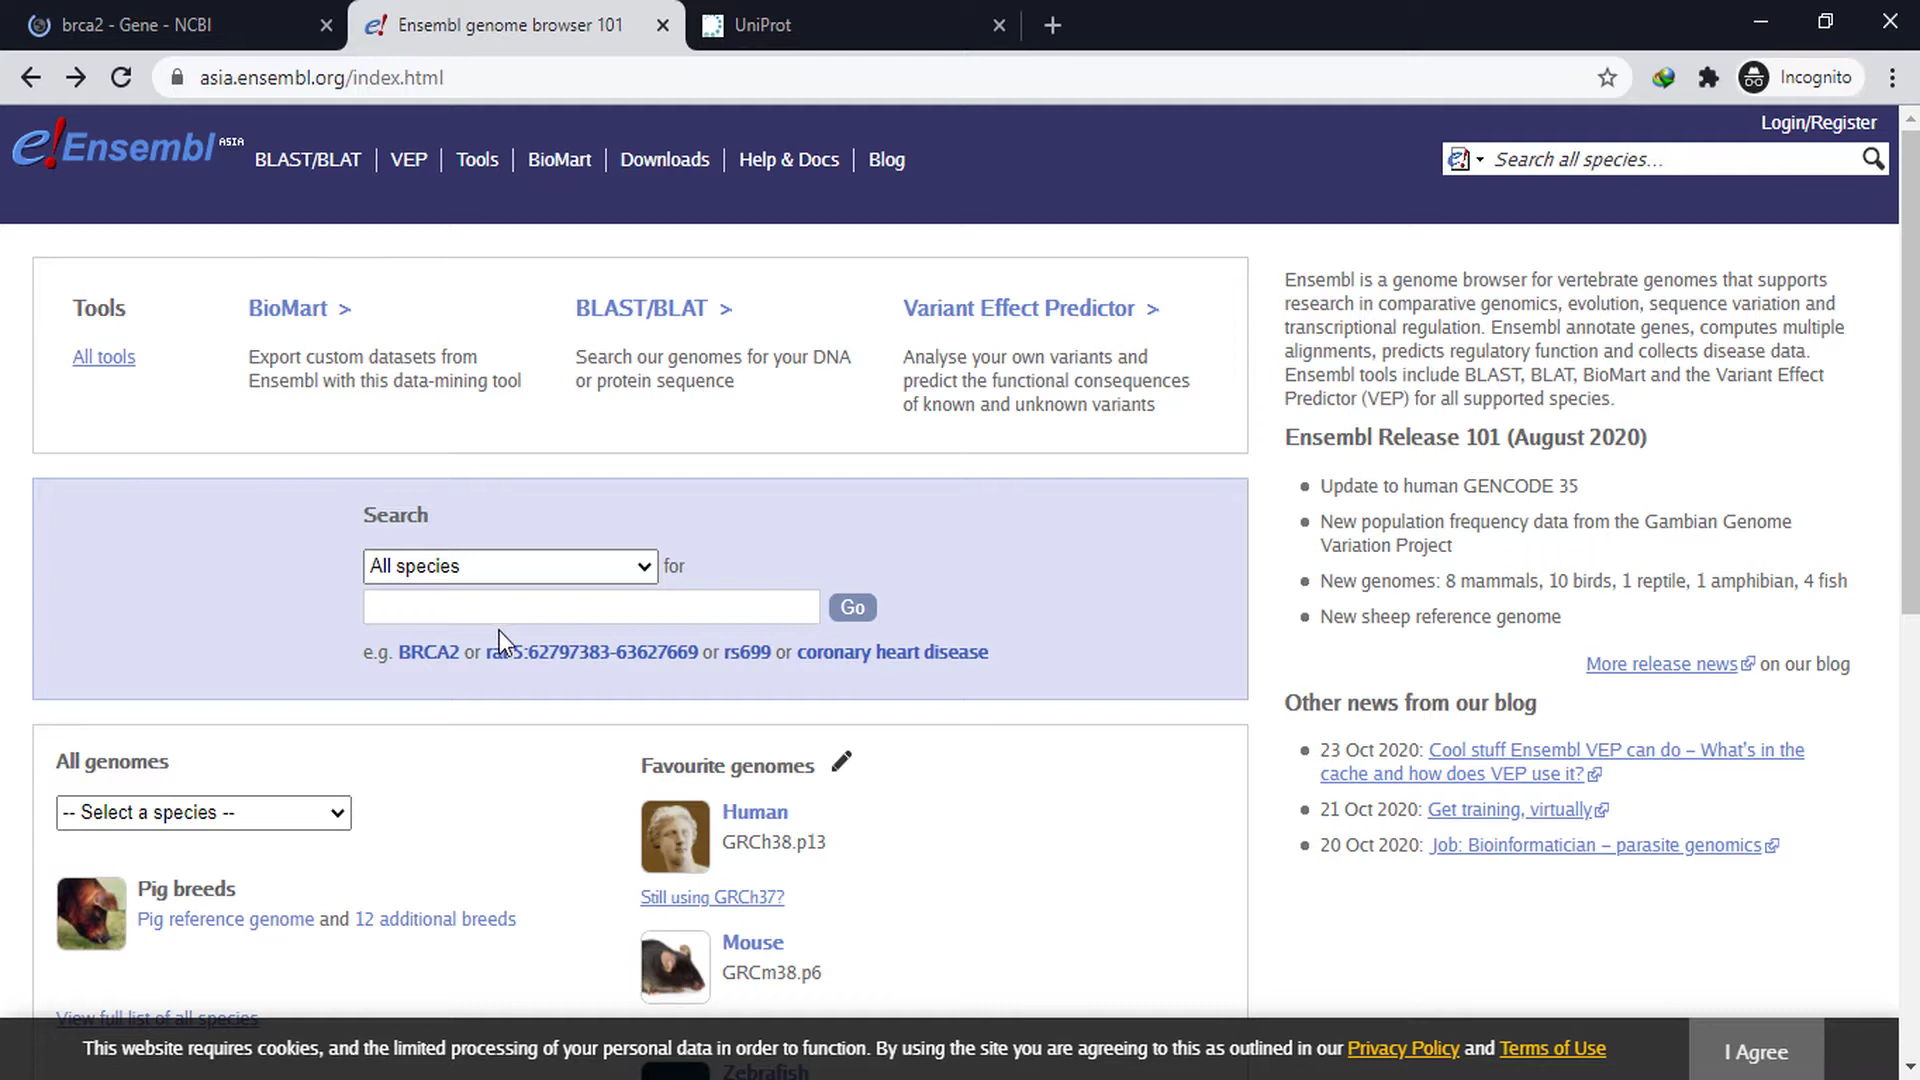 brca2 - Gene - NCBI
Ensembl genome browser 101
UniProt
asia.ensembl.org/index.html
Incognito
Login/Register
e!Ensembl ASIA
BLAST/BLAT | VEP | Tools | BioMart | Downloads | Help & Docs | Blog
Search all species...
Tools
All tools
BioMart >
Export custom datasets from
Ensembl with this data-mining tool
BLAST/BLAT >
Search our genomes for your DNA
or protein sequence
Variant Effect Predictor >
Analyse your own variants and
predict the functional consequences
of known and unknown variants
Search
All species for
Go
e.g. BRCA2 or 5:62797383-63627669 or rs699 or coronary heart disease
All genomes
-- Select a species --
Pig breeds
Pig reference genome and 12 additional breeds
View full list of all species
Favourite genomes
Human
GRCh38.p13
Still using GRCh37?
Mouse
GRCm38.p6
Zebrafish
Ensembl is a genome browser for vertebrate genomes that supports
research in comparative genomics, evolution, sequence variation and
transcriptional regulation. Ensembl annotate genes, computes multiple
alignments, predicts regulatory function and collects disease data.
Ensembl tools include BLAST, BLAT, BioMart and the Variant Effect
Predictor (VEP) for all supported species.
Ensembl Release 101 (August 2020)
Update to human GENCODE 35
New population frequency data from the Gambian Genome
Variation Project
New genomes: 8 mammals, 10 birds, 1 reptile, 1 amphibian, 4 fish
New sheep reference genome
More release news on our blog
Other news from our blog
23 Oct 2020: Cool stuff Ensembl VEP can do – What's in the
cache and how does VEP use it?
21 Oct 2020: Get training, virtually
20 Oct 2020: Job: Bioinformatician – parasite genomics
This website requires cookies, and the limited processing of your personal data in order to function. By using the site you are agreeing to this as outlined in our Privacy Policy and Terms of Use
I Agree